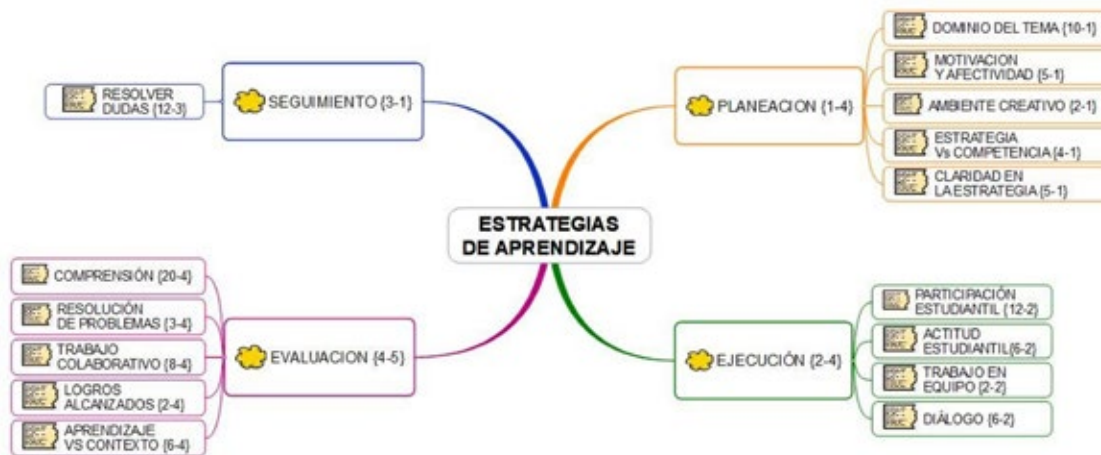 ESTRATEGIAS
DE APRENDIZAJE
PLANEACION {1-4}
DOMINIO DEL TEMA {10-1}
MOTIVACION
Y AFECTIVIDAD {5-1}
AMBIENTE CREATIVO {2-1}
ESTRATEGIA
Vs COMPETENCIA {4-1}
CLARIDAD EN
LA ESTRATEGIA {5-1}
EJECUCIÓN {2-4}
PARTICIPACIÓN
ESTUDIANTIL {12-2}
ACTITUD
ESTUDIANTIL{6-2}
TRABAJO EN
EQUIPO {2-2}
DIÁLOGO {6-2}
SEGUIMIENTO {3-1}
RESOLVER
DUDAS {12-3}
EVALUACION {4-5}
COMPRENSIÓN {20-4}
RESOLUCIÓN
DE PROBLEMAS {3-4}
TRABAJO
COLABORATIVO {8-4}
LOGROS
ALCANZADOS {2-4}
APRENDIZAJE
VS CONTEXTO {6-4}